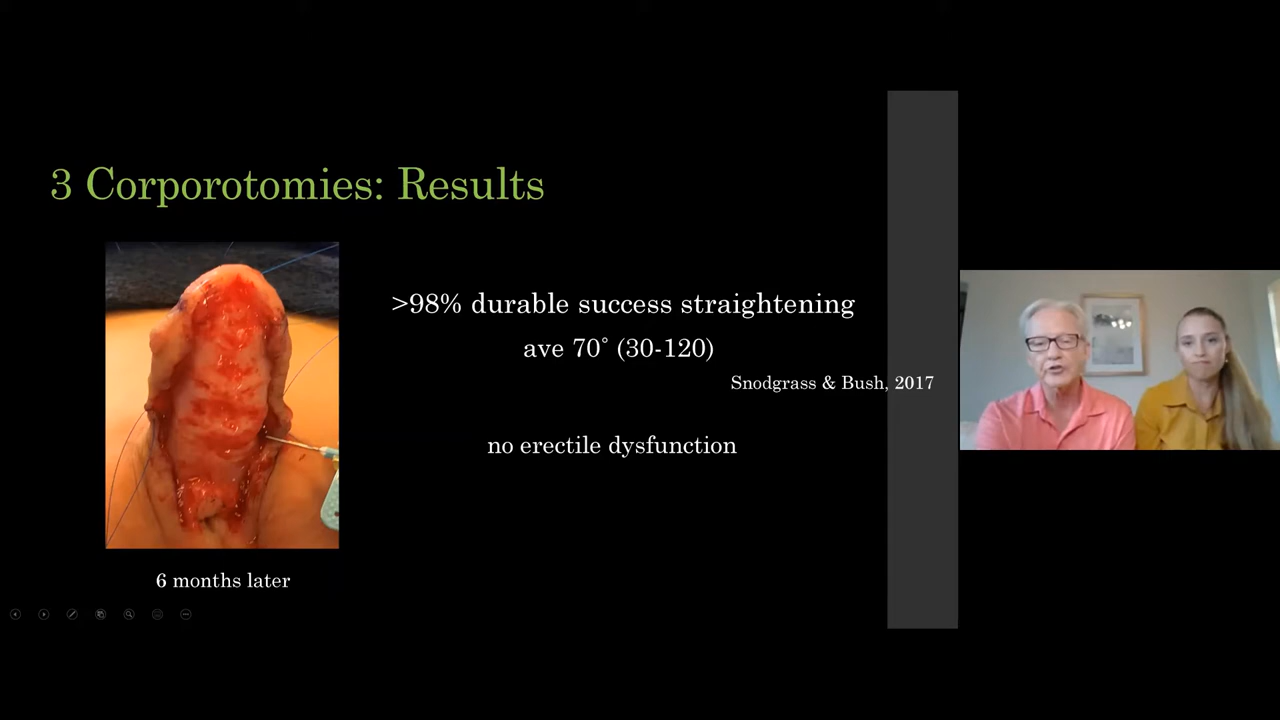 3 Corporotomies: Results
>98% durable success straightening
ave 70˚ (30-120)
Snodgrass & Bush, 2017
no erectile dysfunction
6 months later